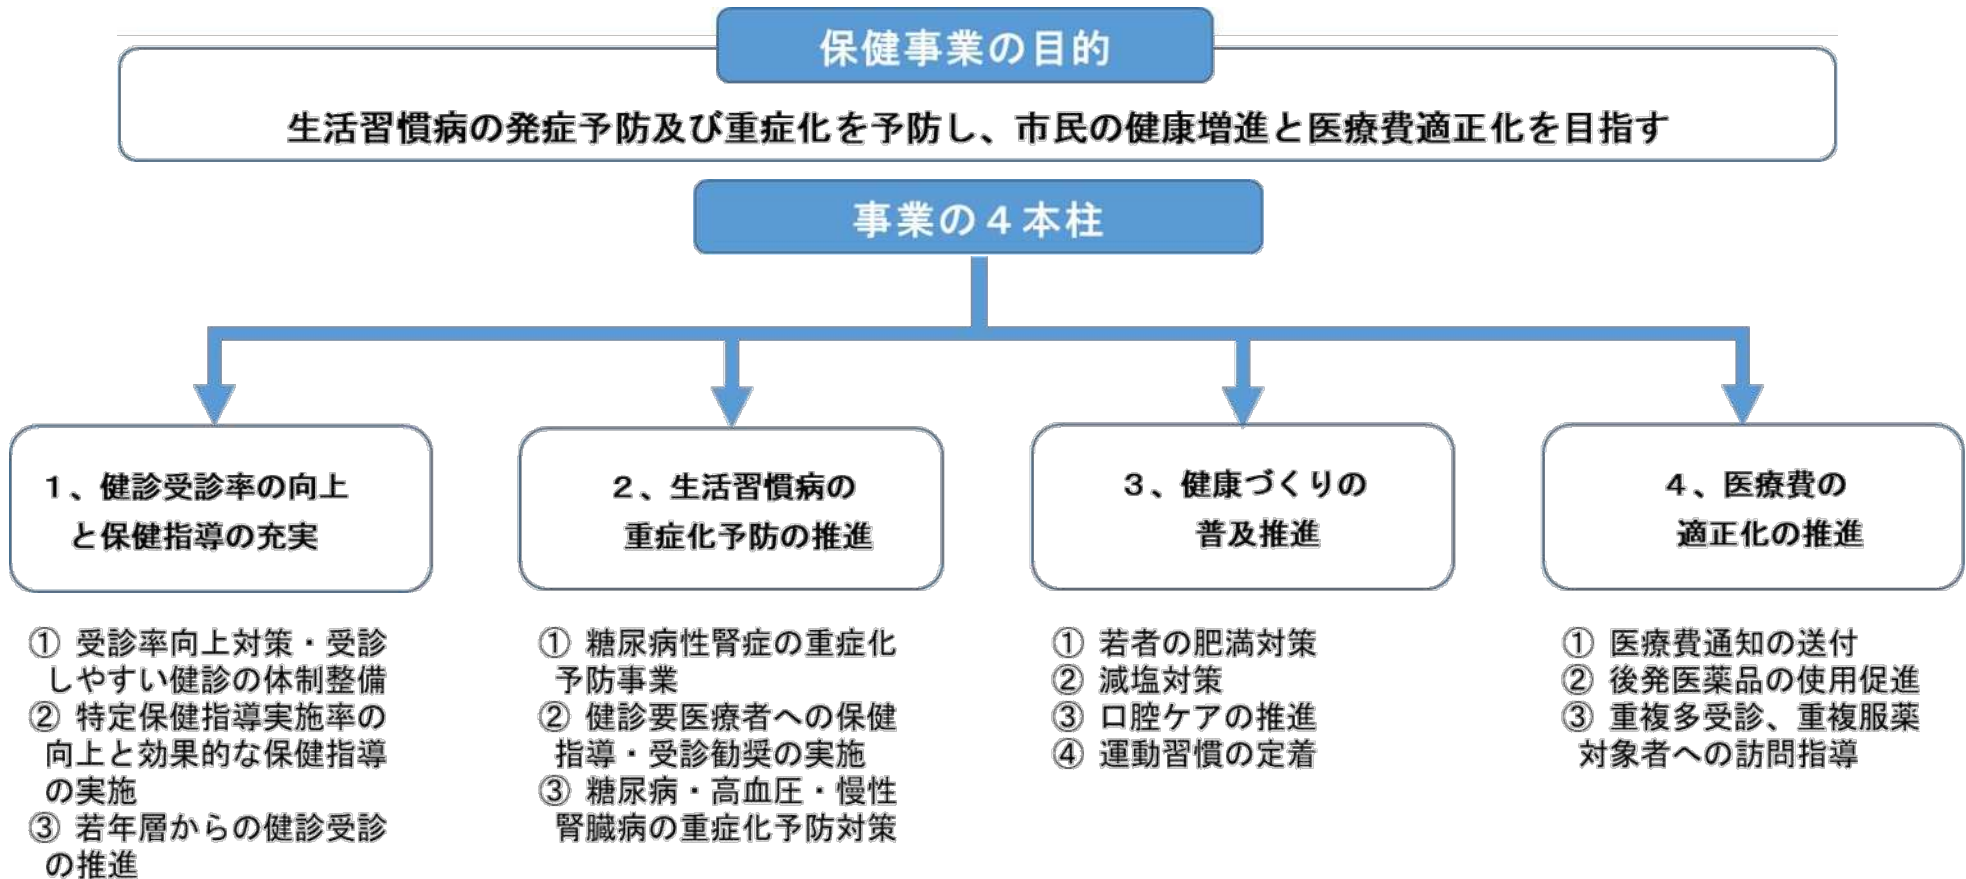 保健事業の目的
生活習慣病の発症予防及び重症化を予防し、市民の健康増進と医療費適正化を目指す
事業の４本柱
１、健診受診率の向上
と保健指導の充実
① 受診率向上対策・受診
しやすい健診の体制整備
② 特定保健指導実施率の
向上と効果的な保健指導
の実施
③ 若年層からの健診受診
の推進
２、生活習慣病の
重症化予防の推進
① 糖尿病性腎症の重症化
予防事業
② 健診要医療者への保健
指導・受診勧奨の実施
③ 糖尿病・高血圧・慢性
腎臓病の重症化予防対策
３、健康づくりの
普及推進
① 若者の肥満対策
② 減塩対策
③ 口腔ケアの推進
④ 運動習慣の定着
４、医療費の
適正化の推進
① 医療費通知の送付
② 後発医薬品の使用促進
③ 重複多受診、重複服薬
対象者への訪問指導